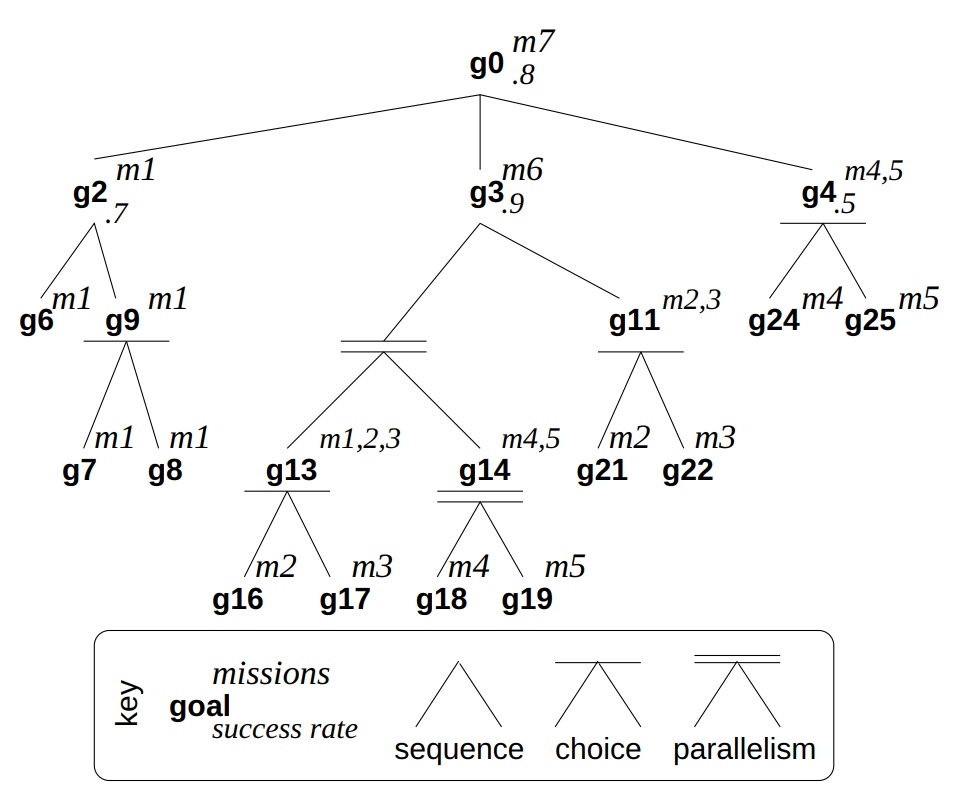 m7
g0
.8
m1
g2
.7
m6
g3
.9
m4,5
g4
.5
m1
g6
m1
g9
m2,3
g11
m4
g24
m5
g25
m1
g7
m1
g8
m1,2,3
g13
m4,5
g14
m2
g21
m3
g22
m2
g16
m3
g17
m4
g18
m5
g19
key
missions
goal
success rate
sequence
choice
parallelism